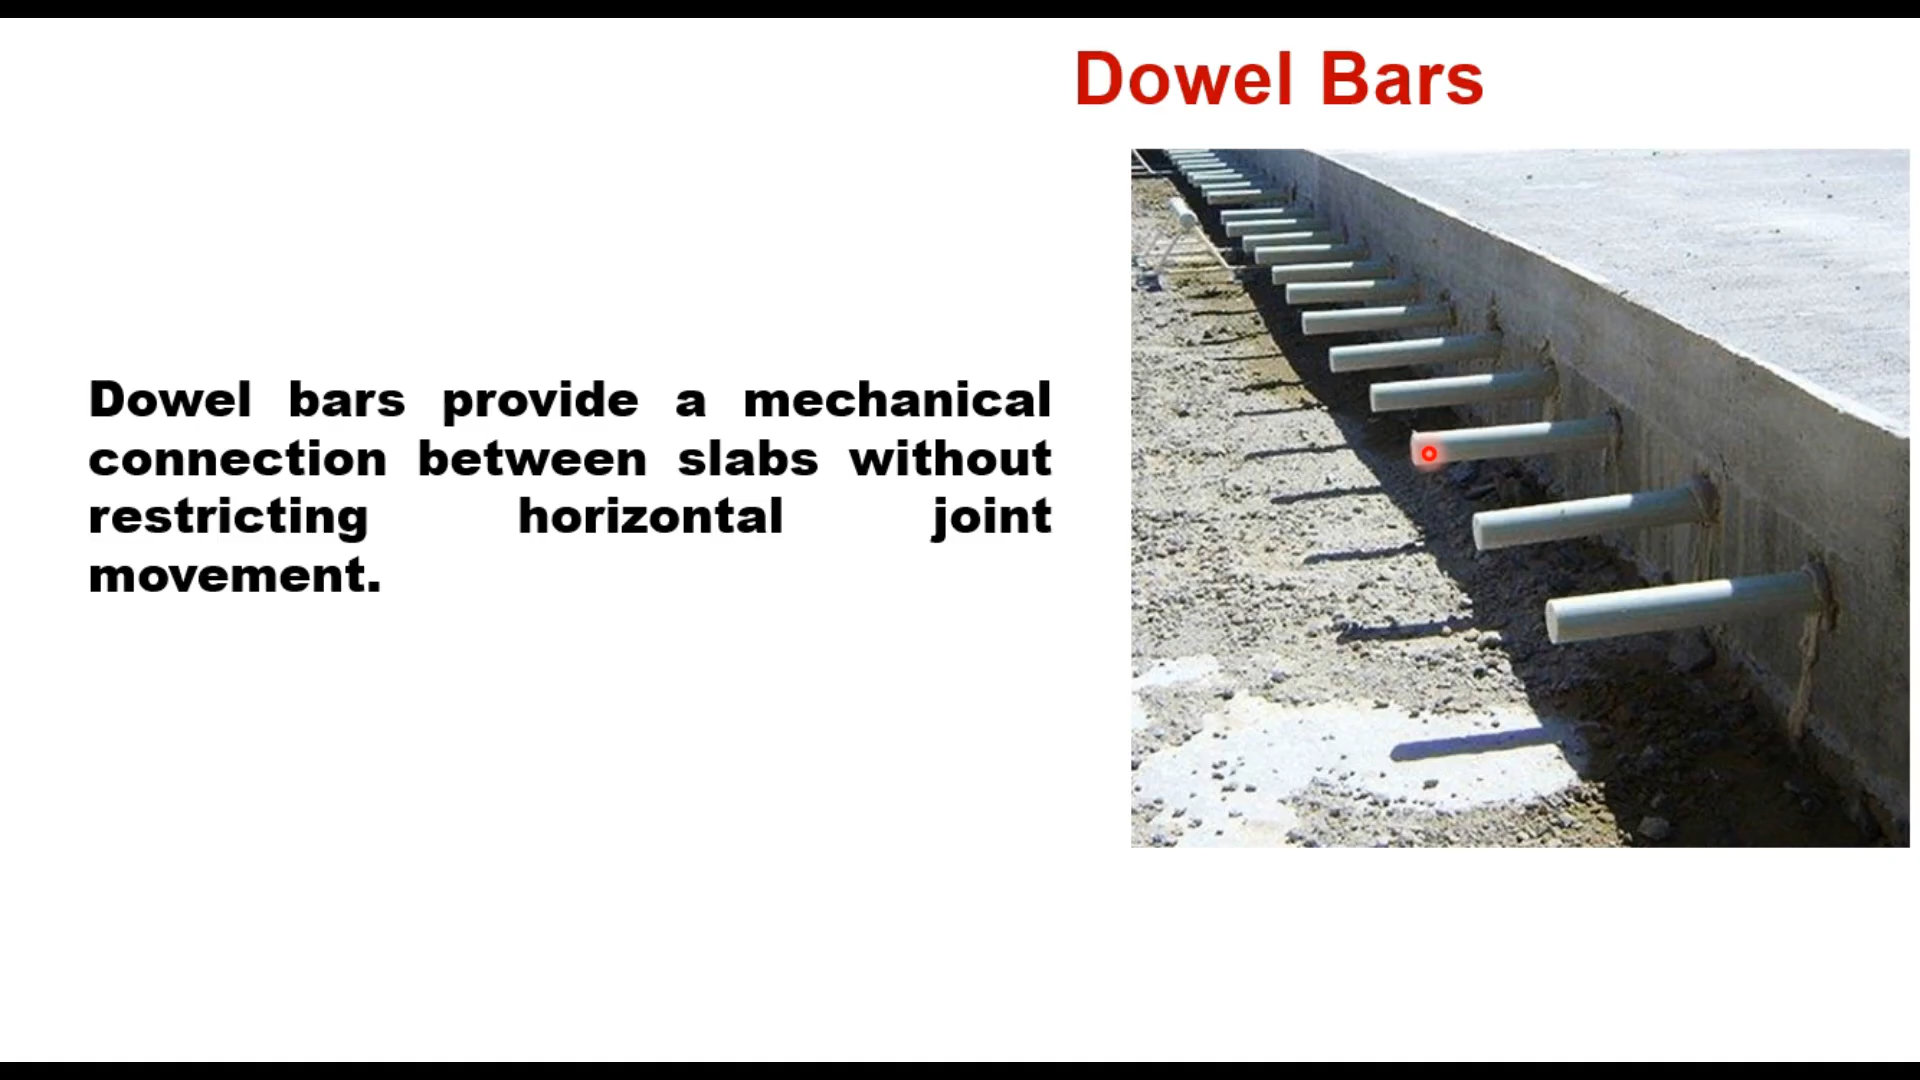 Dowel Bars
Dowel bars provide a mechanical
connection between slabs without
restricting horizontal joint
movement.